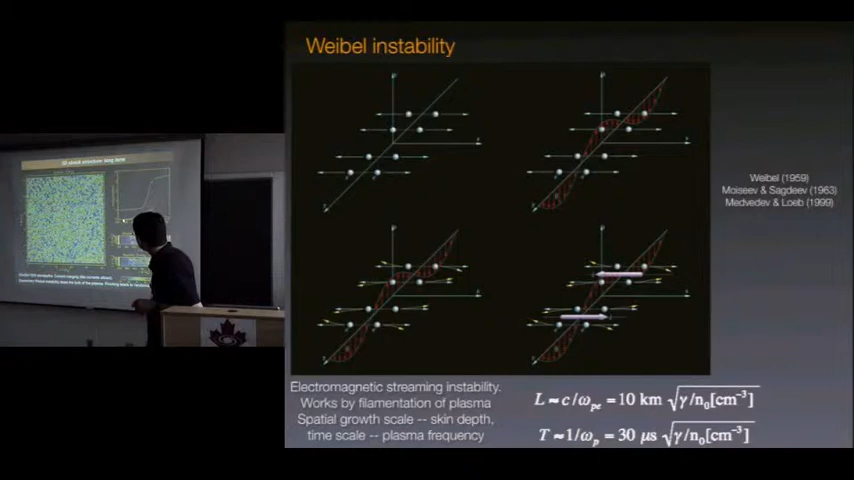 Weibel instability
Weibel (1959)
Moiseev & Sagdeev (1963)
Medvedev & Loeb (1999)
Electromagnetic streaming instability.
Works by filamentation of plasma
Spatial growth scale -- skin depth,
time scale -- plasma frequency
L ≈ c/ω_pe = 10 km √γ/n₀[cm⁻³]
T ≈ 1/ω_p = 30 μs √γ/n₀[cm⁻³]